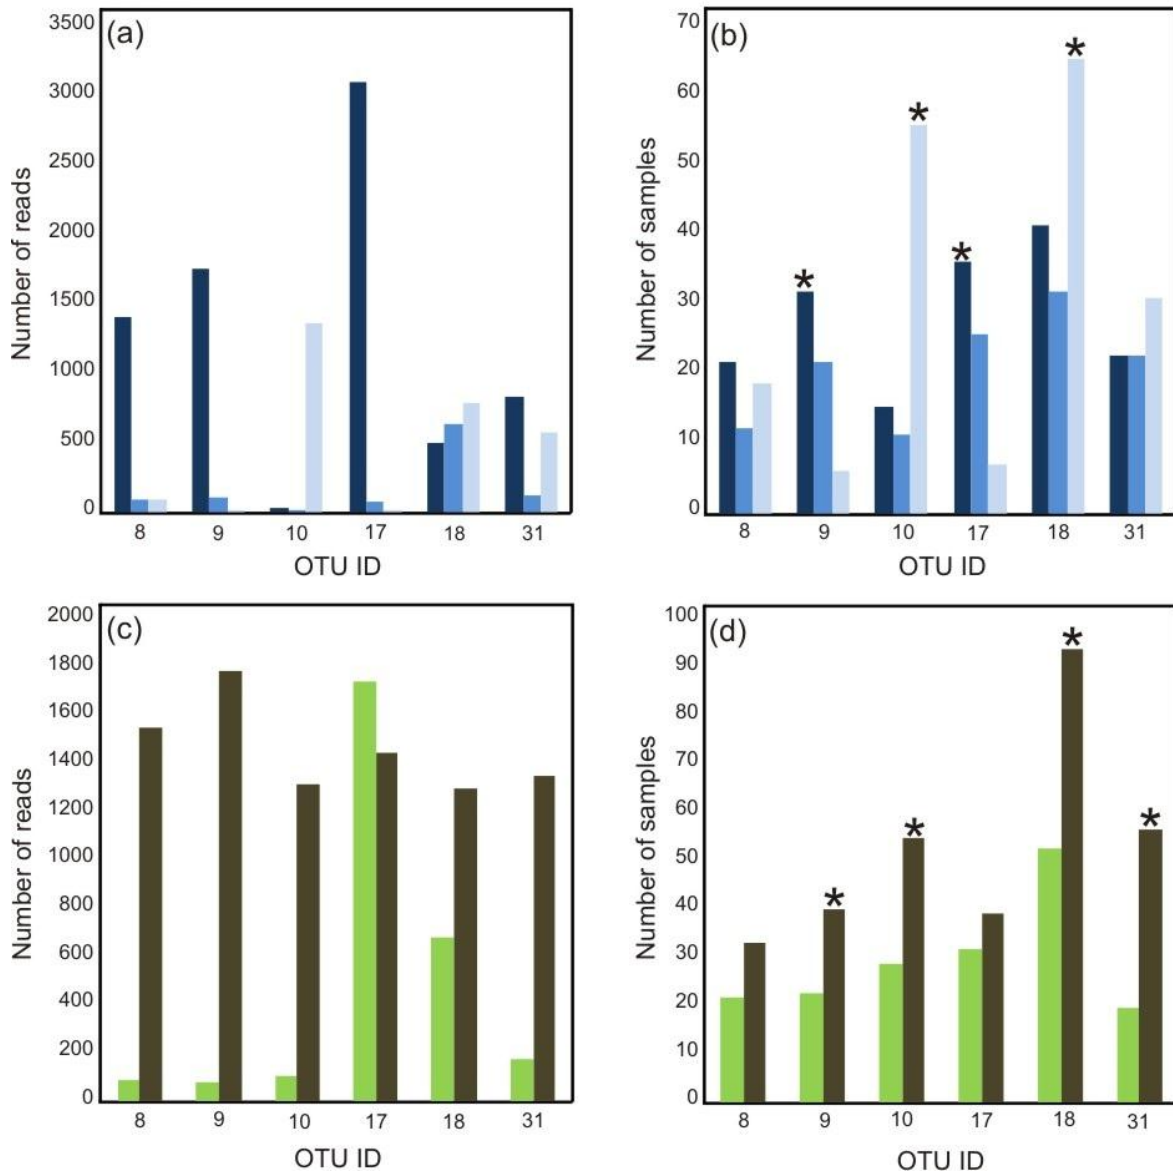 (a)
Number of reads
3500
3000
2500
2000
1500
1000
500
0
8 9 10 17 18 31
OTU ID
(b)
Number of samples
70
60
50
40
30
20
10
0
*
*
*
*
8 9 10 17 18 31
OTU ID
(c)
Number of reads
2000
1800
1600
1400
1200
1000
800
600
400
200
0
8 9 10 17 18 31
OTU ID
(d)
Number of samples
100
90
80
70
60
50
40
30
20
10
0
*
*
*
*
8 9 10 17 18 31
OTU ID